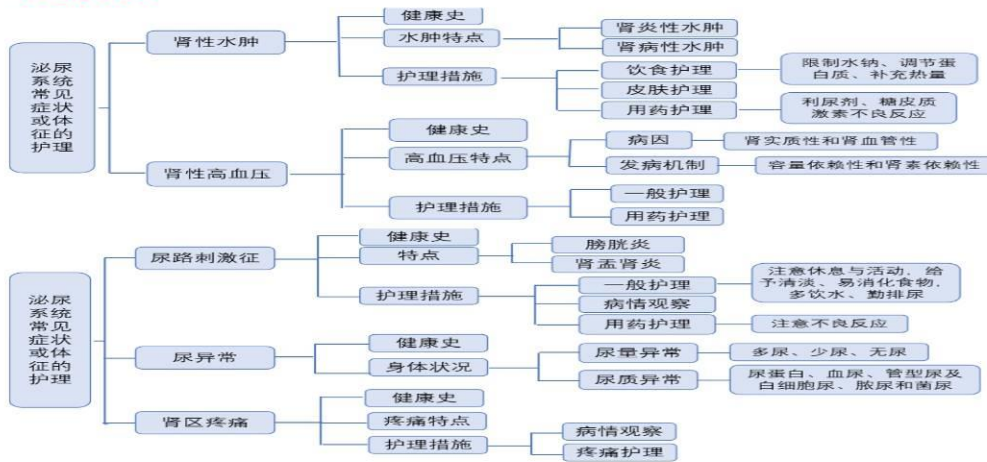 泌尿
系统
常见
症状
或体
征的
护理
肾性水肿
健康史
水肿特点
肾炎性水肿
肾病性水肿
护理措施
饮食护理
限制水钠、调节蛋
白质、补充热量
皮肤护理
用药护理
利尿剂、糖皮质
激素不良反应
肾性高血压
健康史
高血压特点
病因
肾实质性和肾血管性
发病机制
容量依赖性和肾素依赖性
护理措施
一般护理
用药护理
泌尿
系统
常见
症状
或体
征的
护理
尿路刺激征
健康史
特点
膀胱炎
肾盂肾炎
护理措施
一般护理
注意休息与活动，给
予清淡、易消化食物，
多饮水、勤排尿
病情观察
用药护理
注意不良反应
尿异常
健康史
身体状况
尿量异常
多尿、少尿、无尿
尿质异常
尿蛋白、血尿、管型尿及
白细胞尿、脓尿和菌尿
肾区疼痛
健康史
疼痛特点
护理措施
病情观察
疼痛护理